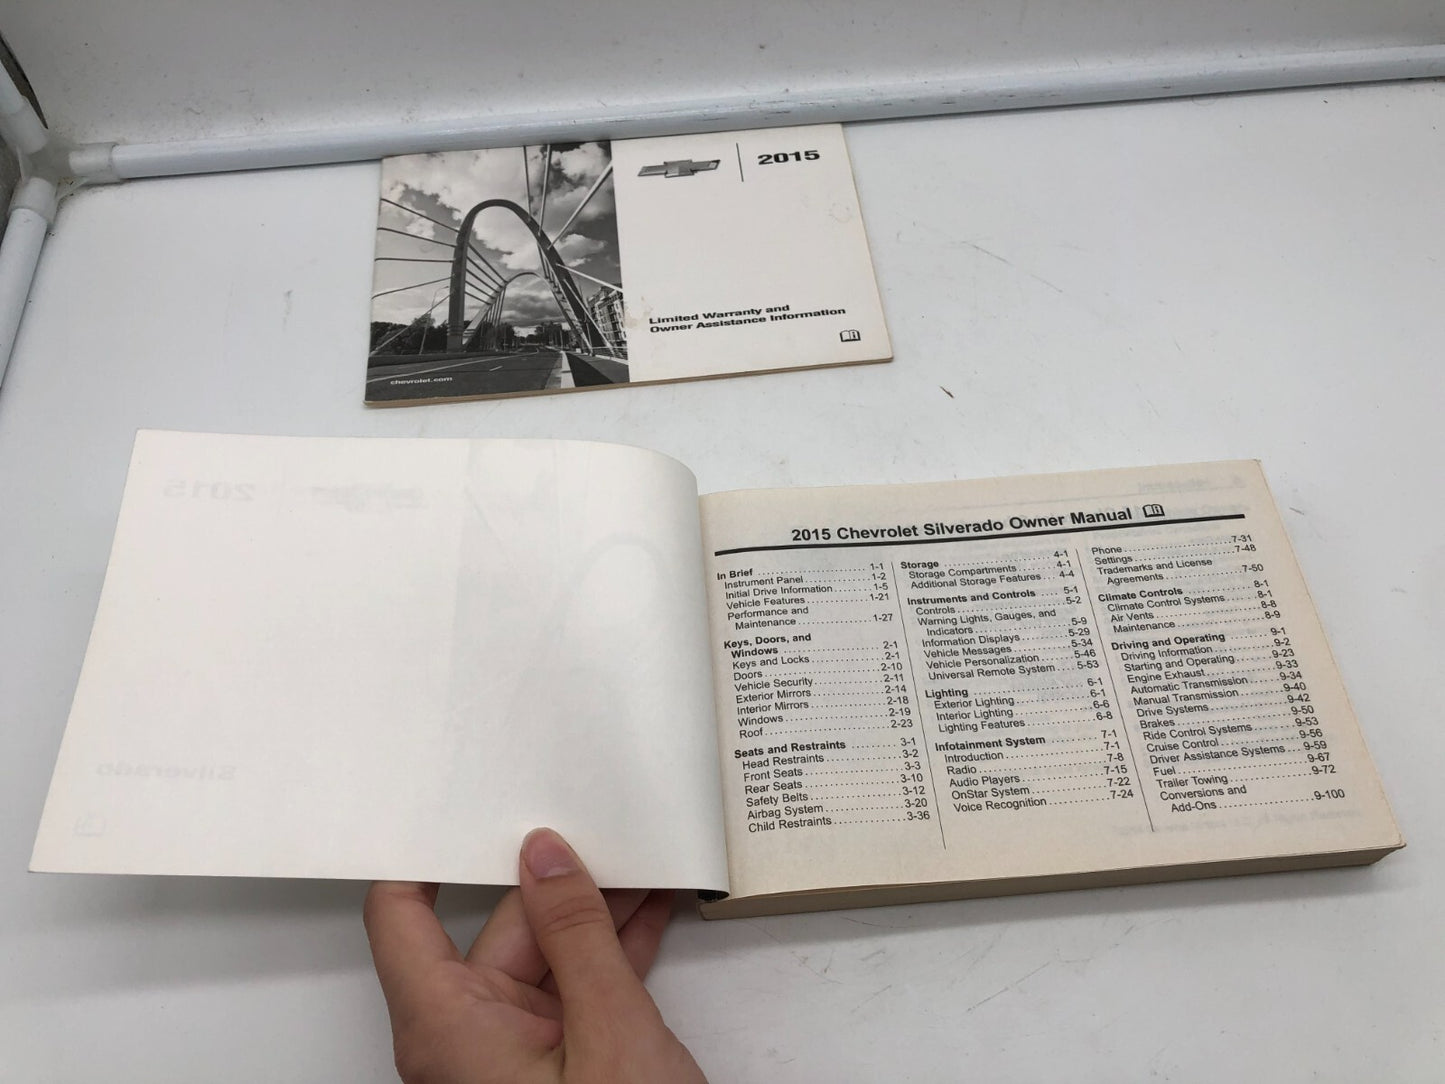 2015
Limited Warranty and
Owner Assistance Information
chevrolet.com
2015 Chevrolet Silverado Owner Manual
In Brief . . . . . . . . . . . . . . . . . . . . . . . . 1-1
Instrument Panel . . . . . . . . . . . . . . 1-2
Initial Drive Information . . . . . . . . 1-5
Vehicle Features . . . . . . . . . . . . . 1-21
Performance and
Maintenance . . . . . . . . . . . . . . . . 1-27
Keys, Doors, and
Windows . . . . . . . . . . . . . . . . . . . . 2-1
Keys and Locks . . . . . . . . . . . . . . . 2-1
Doors . . . . . . . . . . . . . . . . . . . . . . . . 2-10
Vehicle Security . . . . . . . . . . . . . . 2-11
Exterior Mirrors . . . . . . . . . . . . . . . 2-14
Interior Mirrors . . . . . . . . . . . . . . . . 2-18
Windows . . . . . . . . . . . . . . . . . . . . . 2-19
Roof . . . . . . . . . . . . . . . . . . . . . . . . . 2-23
Seats and Restraints . . . . . . . . . 3-1
Head Restraints . . . . . . . . . . . . . . . 3-2
Front Seats . . . . . . . . . . . . . . . . . . . . 3-3
Rear Seats . . . . . . . . . . . . . . . . . . . 3-10
Safety Belts . . . . . . . . . . . . . . . . . . 3-12
Airbag System . . . . . . . . . . . . . . . . 3-20
Child Restraints . . . . . . . . . . . . . . 3-36
Storage . . . . . . . . . . . . . . . . . . . . . . . 4-1
Storage Compartments . . . . . . . . 4-1
Additional Storage Features . . . 4-4
Instruments and Controls . . . . 5-1
Controls . . . . . . . . . . . . . . . . . . . . . . . 5-2
Warning Lights, Gauges, and
Indicators . . . . . . . . . . . . . . . . . . . . 5-9
Information Displays . . . . . . . . . . 5-29
Vehicle Messages . . . . . . . . . . . . 5-34
Vehicle Personalization . . . . . . . 5-46
Universal Remote System . . . . 5-53
Lighting . . . . . . . . . . . . . . . . . . . . . . . 6-1
Exterior Lighting . . . . . . . . . . . . . . . 6-1
Interior Lighting . . . . . . . . . . . . . . . . 6-6
Lighting Features . . . . . . . . . . . . . . 6-8
Infotainment System . . . . . . . . . 7-1
Introduction . . . . . . . . . . . . . . . . . . . . 7-1
Radio . . . . . . . . . . . . . . . . . . . . . . . . . 7-8
Audio Players . . . . . . . . . . . . . . . . . 7-15
OnStar System . . . . . . . . . . . . . . . 7-22
Voice Recognition . . . . . . . . . . . . 7-24
Phone . . . . . . . . . . . . . . . . . . . . . . . . 7-31
Settings . . . . . . . . . . . . . . . . . . . . . . 7-48
Trademarks and License
Agreements . . . . . . . . . . . . . . . . . 7-50
Climate Controls . . . . . . . . . . . . . 8-1
Climate Control Systems . . . . . . 8-1
Air Vents . . . . . . . . . . . . . . . . . . . . . . 8-8
Maintenance . . . . . . . . . . . . . . . . . . . 8-9
Driving and Operating . . . . . . . . 9-1
Driving Information . . . . . . . . . . . . . 9-2
Starting and Operating . . . . . . . . 9-23
Engine Exhaust . . . . . . . . . . . . . . . 9-33
Automatic Transmission . . . . . . . 9-34
Manual Transmission . . . . . . . . . 9-40
Drive Systems . . . . . . . . . . . . . . . . 9-42
Brakes . . . . . . . . . . . . . . . . . . . . . . . 9-50
Ride Control Systems . . . . . . . . 9-53
Cruise Control . . . . . . . . . . . . . . . . 9-56
Driver Assistance Systems . . . 9-59
Fuel . . . . . . . . . . . . . . . . . . . . . . . . . . 9-67
Trailer Towing . . . . . . . . . . . . . . . . . 9-72
Conversions and
Add-Ons . . . . . . . . . . . . . . . . . . . 9-100